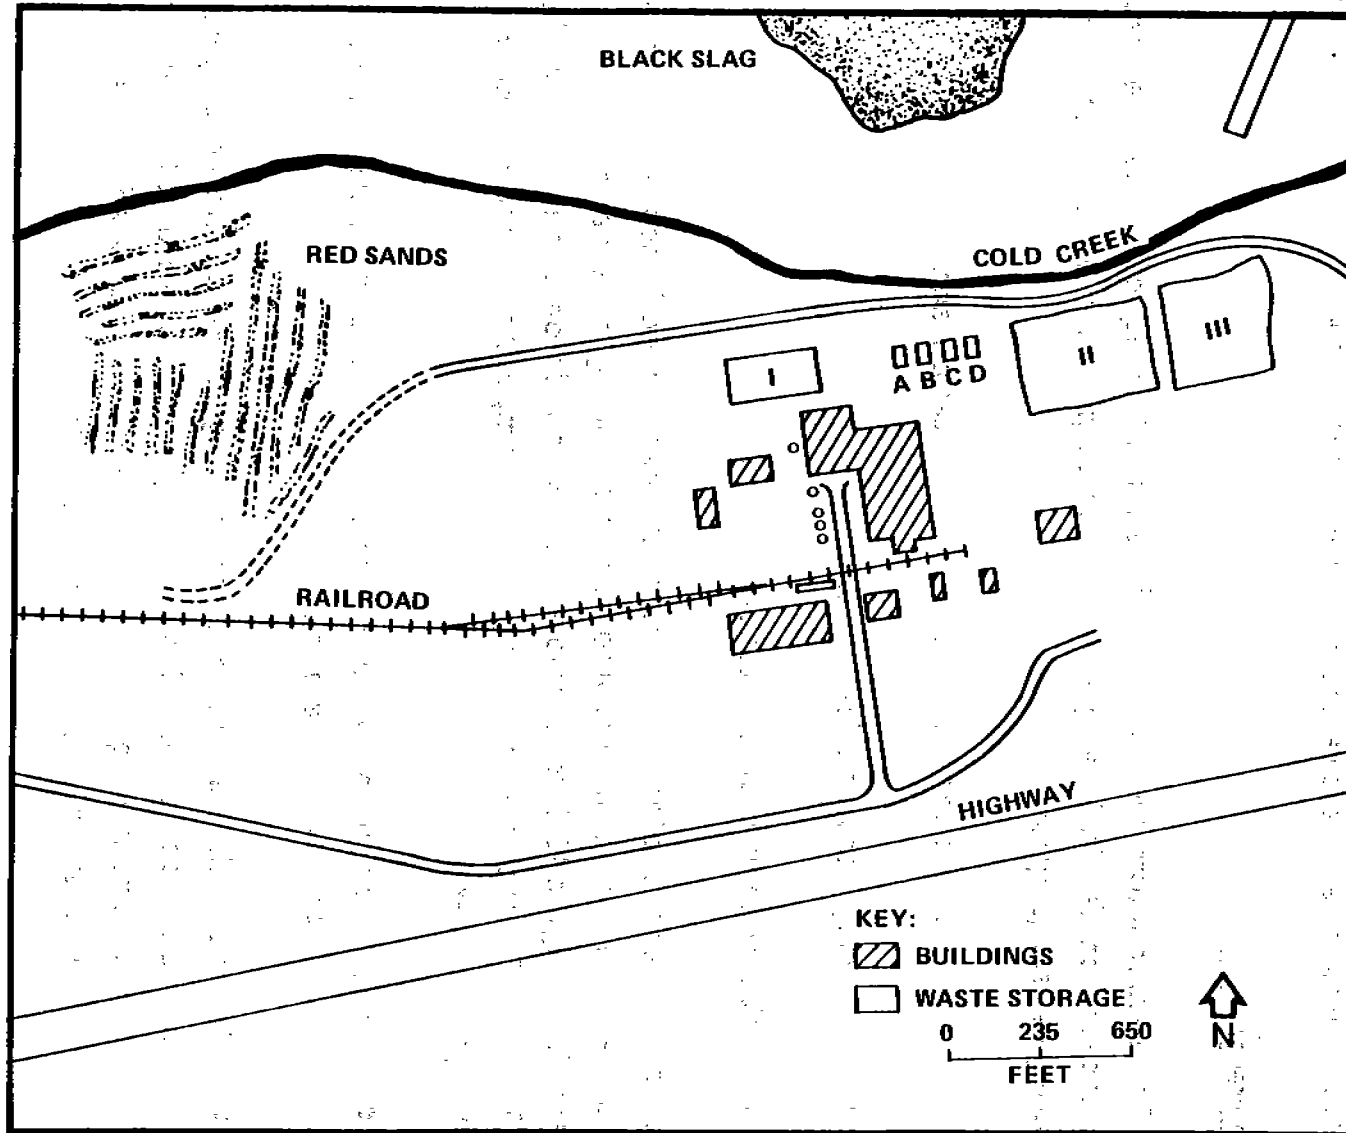 BLACK SLAG
RED SANDS
COLD CREEK
I
II
III
A B C D
RAILROAD
HIGHWAY
KEY:
BUILDINGS
WASTE STORAGE
0 235 650
FEET
N